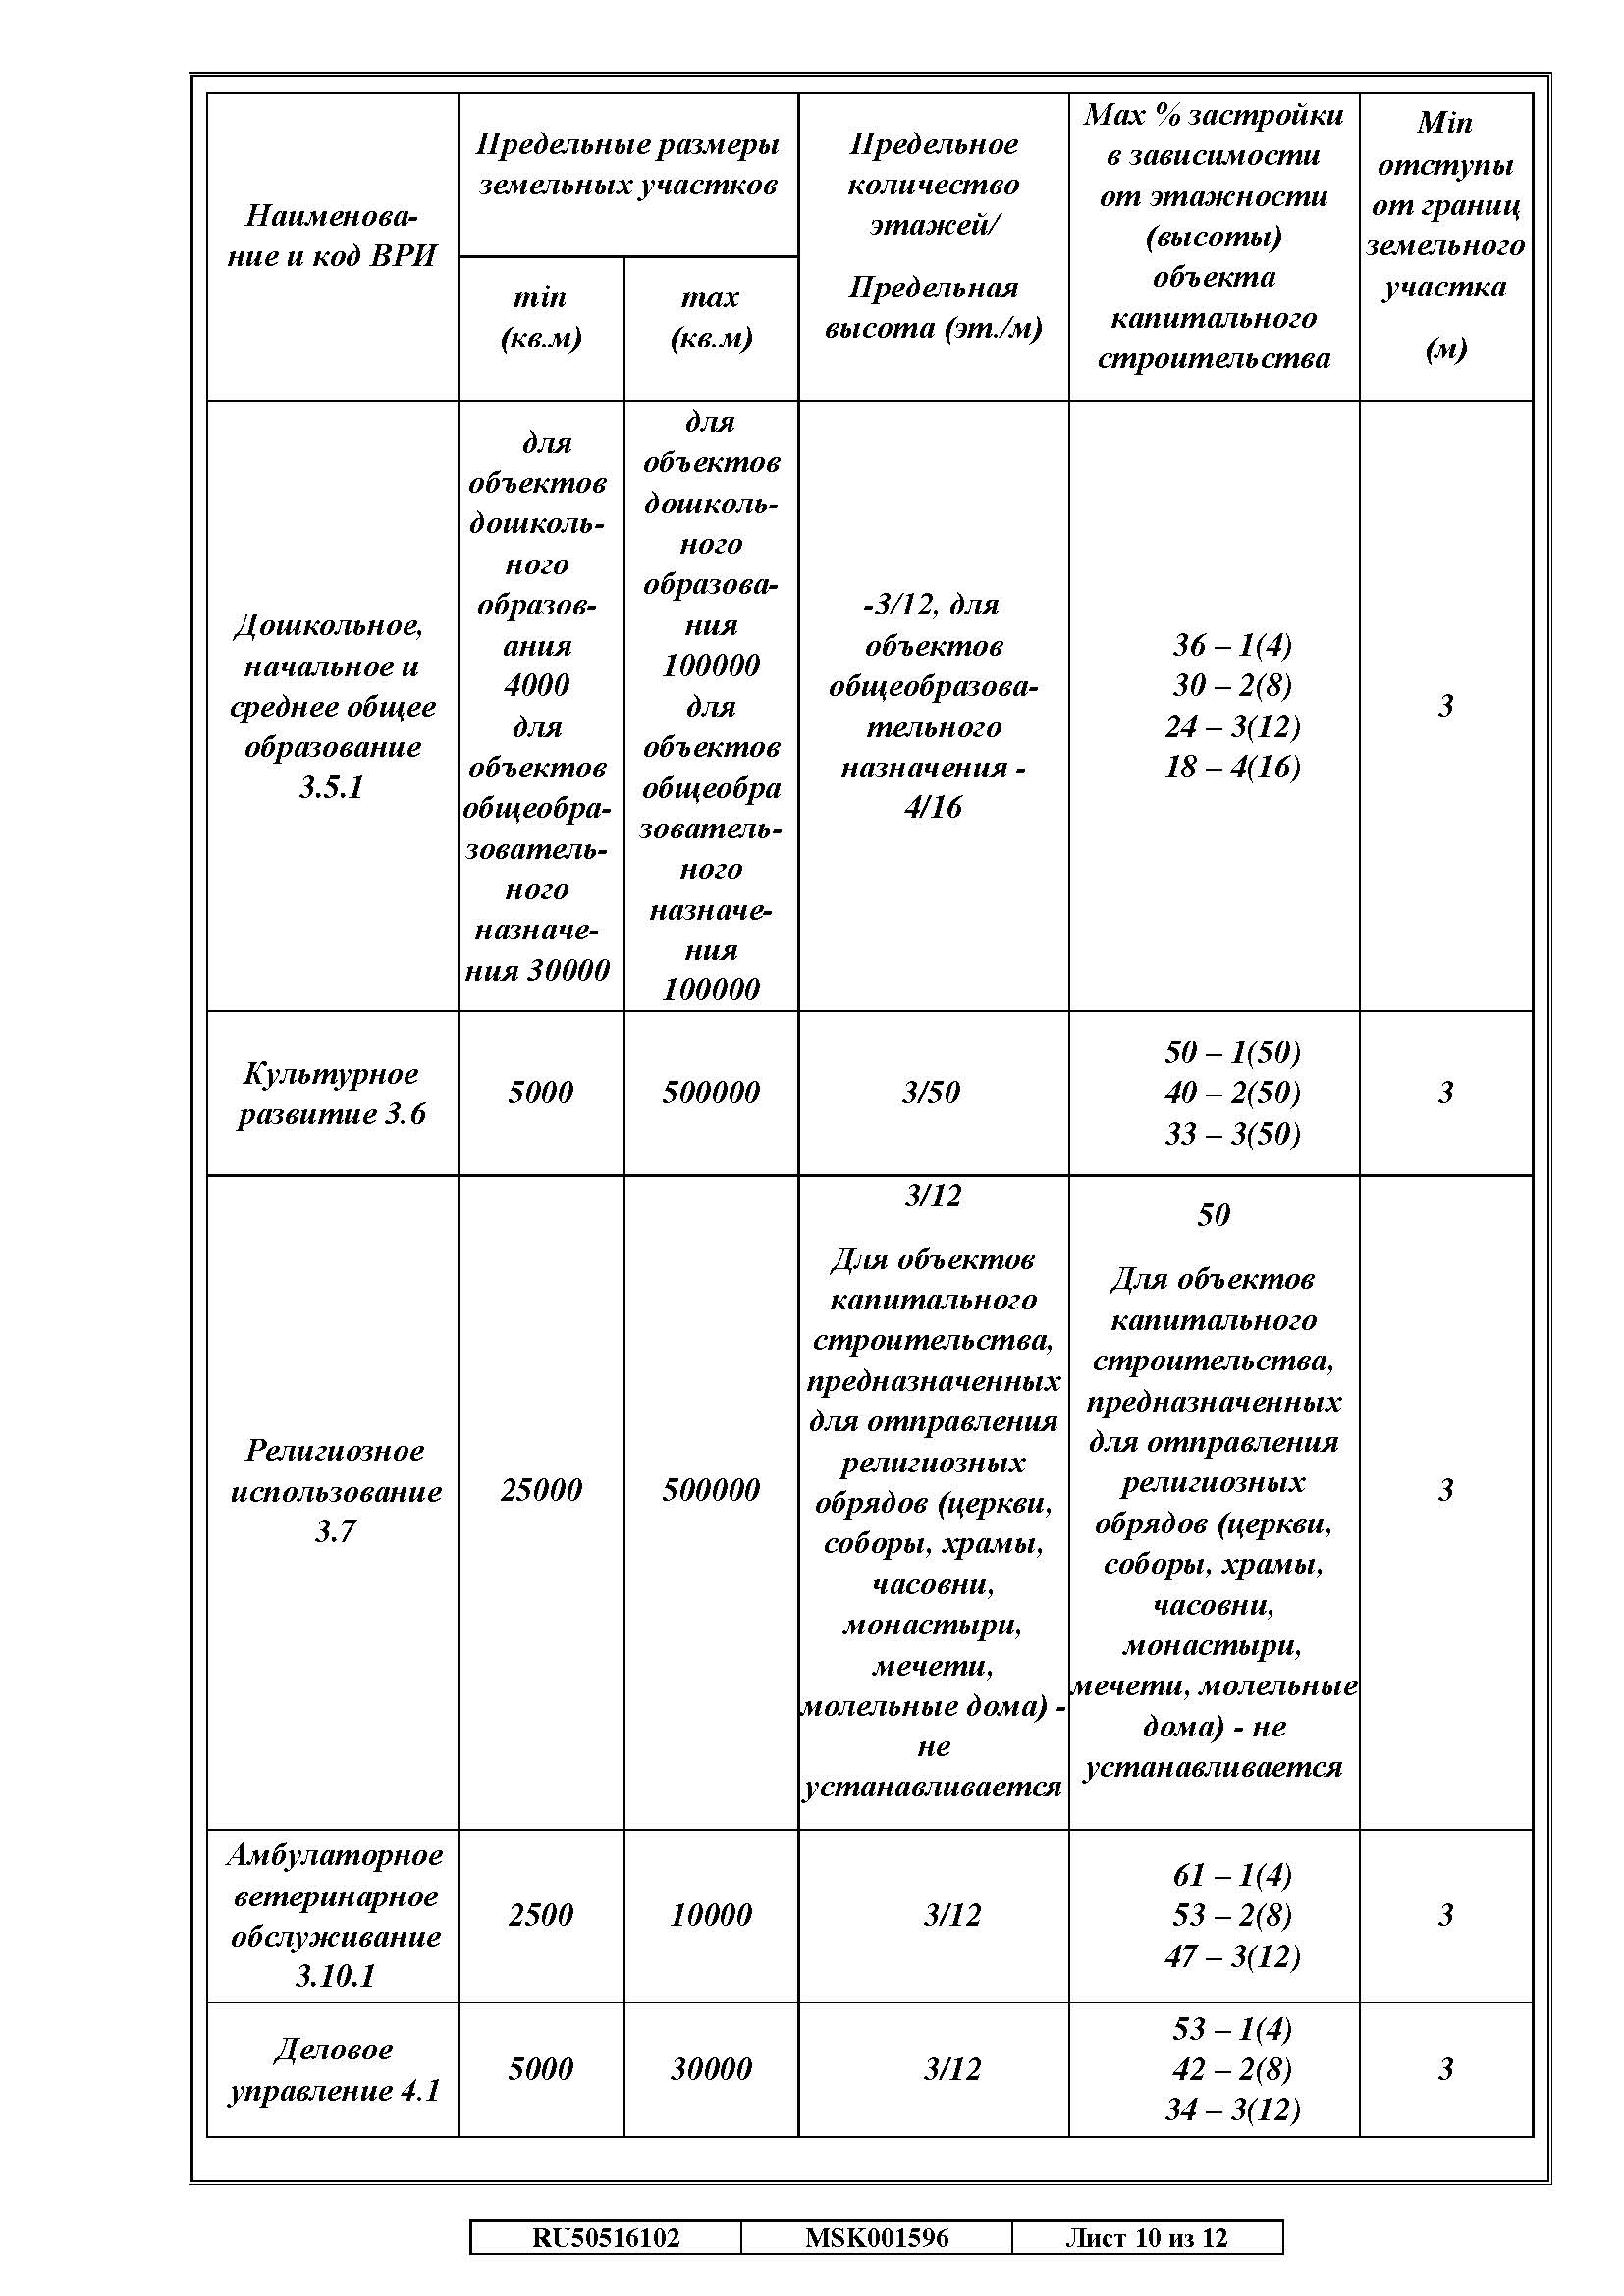 Наименова-
ние и код ВРИ
Предельные размеры
земельных участков
min
(кв.м)
max
(кв.м)
Предельное
количество
этажей/
Предельная
высота (эт./м)
Max % застройки
в зависимости
от этажности
(высоты)
объекта
капитального
строительства
Min
отступы
от границ
земельного
участка
(м)
Дошкольное,
начальное и
среднее общее
образование
3.5.1
для
объектов
дошколь-
ного
образов-
ания
4000
для
объектов
общеобра-
зователь-
ного
назначе-
ния 30000
для
объектов
дошколь-
ного
образова-
ния
100000
для
объектов
общеобра
зователь-
ного
назначе-
ния
100000
-3/12, для
объектов
общеобразова-
тельного
назначения -
4/16
36 – 1(4)
30 – 2(8)
24 – 3(12)
18 – 4(16)
3
Культурное
развитие 3.6
5000
500000
3/50
50 – 1(50)
40 – 2(50)
33 – 3(50)
3
Религиозное
использование
3.7
25000
500000
3/12
Для объектов
капитального
строительства,
предназначенных
для отправления
религиозных
обрядов (церкви,
соборы, храмы,
часовни,
монастыри,
мечети,
молельные дома) -
не
устанавливается
50
Для объектов
капитального
строительства,
предназначенных
для отправления
религиозных
обрядов (церкви,
соборы, храмы,
часовни,
монастыри,
мечети, молельные
дома) - не
устанавливается
3
Амбулаторное
ветеринарное
обслуживание
3.10.1
2500
10000
3/12
61 – 1(4)
53 – 2(8)
47 – 3(12)
3
Деловое
управление 4.1
5000
30000
3/12
53 – 1(4)
42 – 2(8)
34 – 3(12)
3
RU50516102
MSK001596
Лист 10 из 12